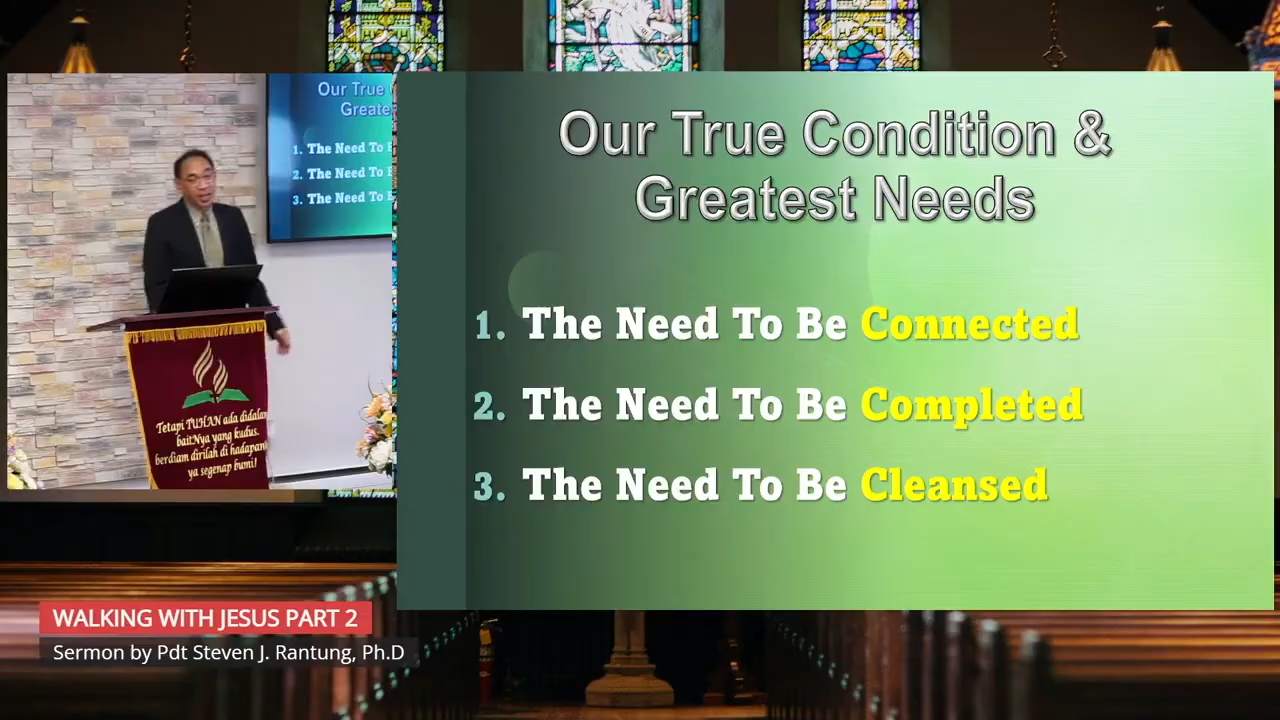 Our True
Greate
1. The Need To B
2. The Need To B
3. The Need To B
Tetapi TUHAN ada didalam
baitNya yang kudus.
berdiam dirilah di hadapan
ya segenap bumi!
Our True Condition &
Greatest Needs
1. The Need To Be Connected
2. The Need To Be Completed
3. The Need To Be Cleansed
WALKING WITH JESUS PART 2
Sermon by Pdt Steven J. Rantung, Ph.D